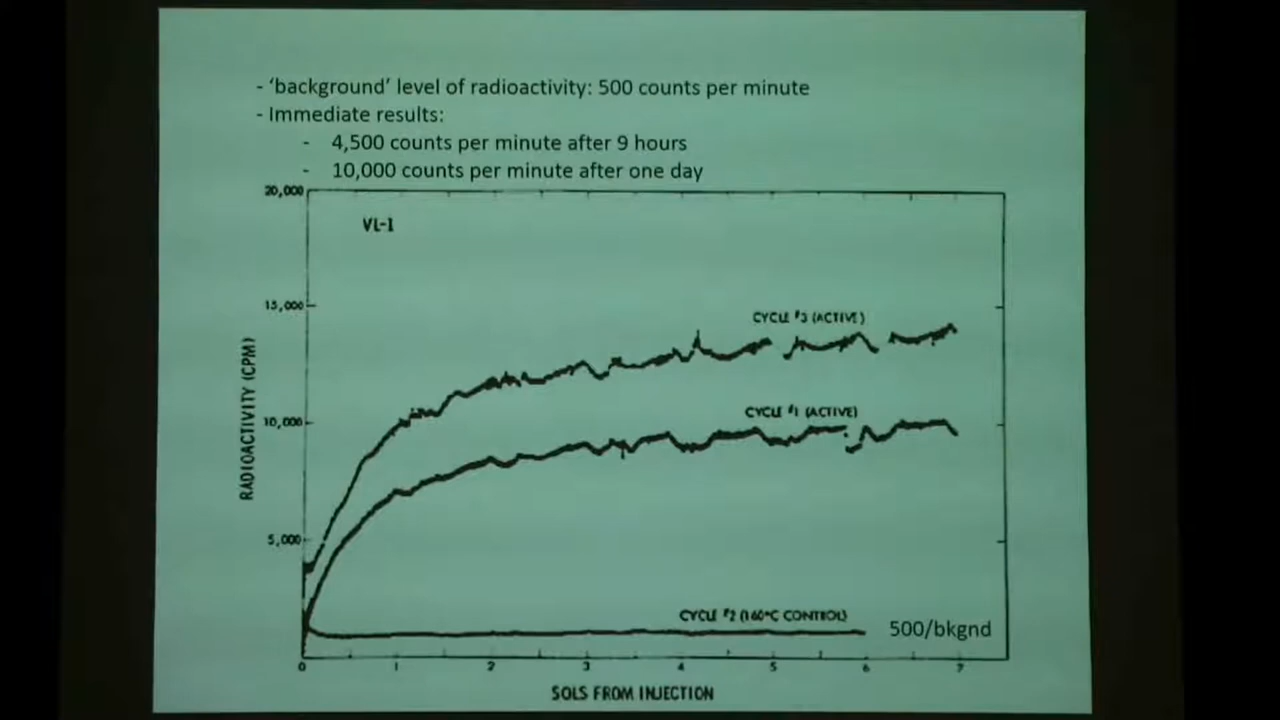 - ‘background’ level of radioactivity: 500 counts per minute
- Immediate results:
- 4,500 counts per minute after 9 hours
- 10,000 counts per minute after one day
20,000
VL-1
15,000
CYCLE #3 (ACTIVE)
RADIOACTIVITY (CPM)
CYCLE #1 (ACTIVE)
10,000
5,000
CYCLE #2 (160°C CONTROL)
500/bkgnd
0 1 2 3 4 5 6 7
SOLS FROM INJECTION